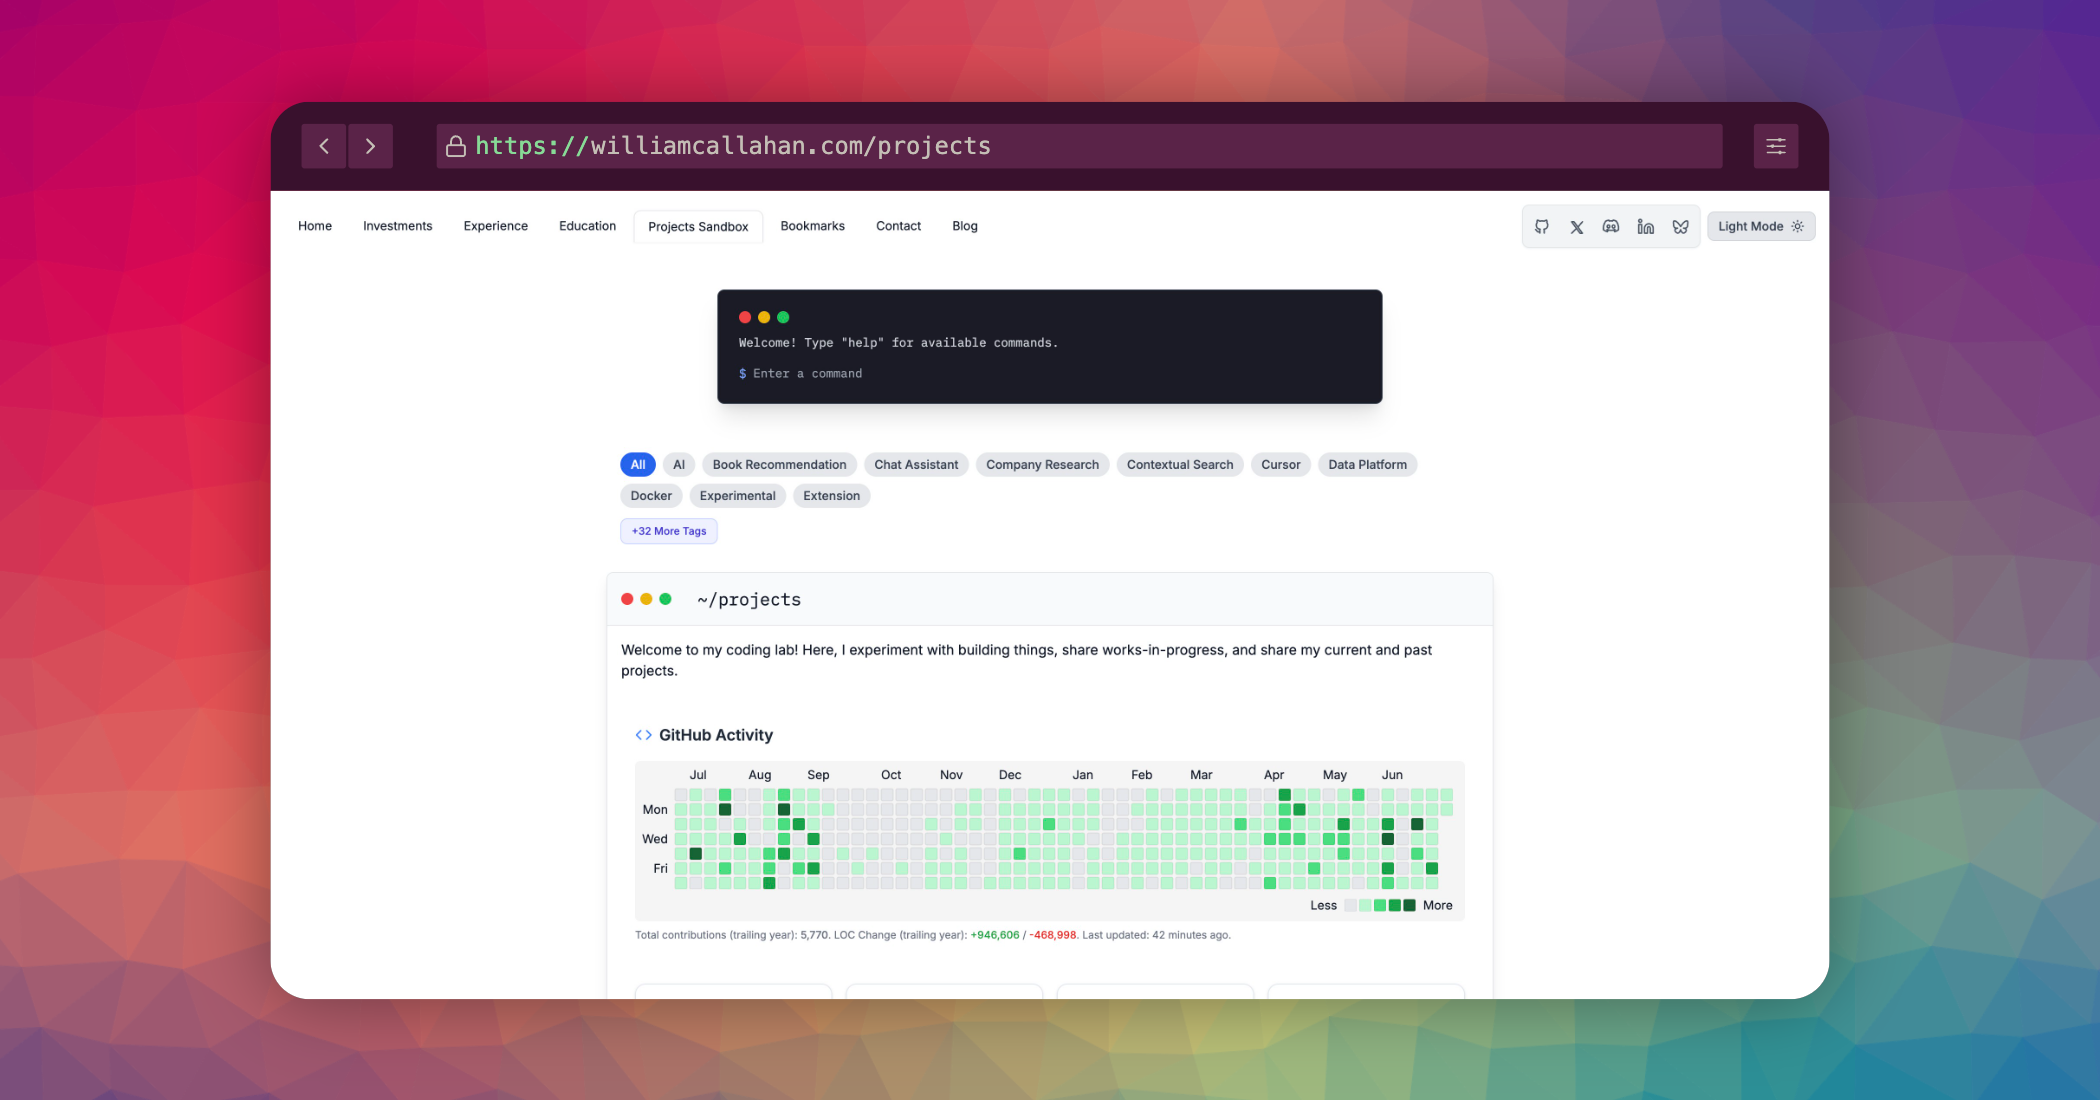 https://williamcallahan.com/projects
Home Investments Experience Education Projects Sandbox Bookmarks Contact Blog
Light Mode
Welcome! Type "help" for available commands.
$ Enter a command
All AI Book Recommendation Chat Assistant Company Research Contextual Search Cursor Data Platform
Docker Experimental Extension
+32 More Tags
~/projects
Welcome to my coding lab! Here, I experiment with building things, share works-in-progress, and share my current and past
projects.
<> GitHub Activity
Jul Aug Sep Oct Nov Dec Jan Feb Mar Apr May Jun
Mon
Wed
Fri
Less More
Total contributions (trailing year): 5,770. LOC Change (trailing year): +946,606 / -468,998. Last updated: 42 minutes ago.